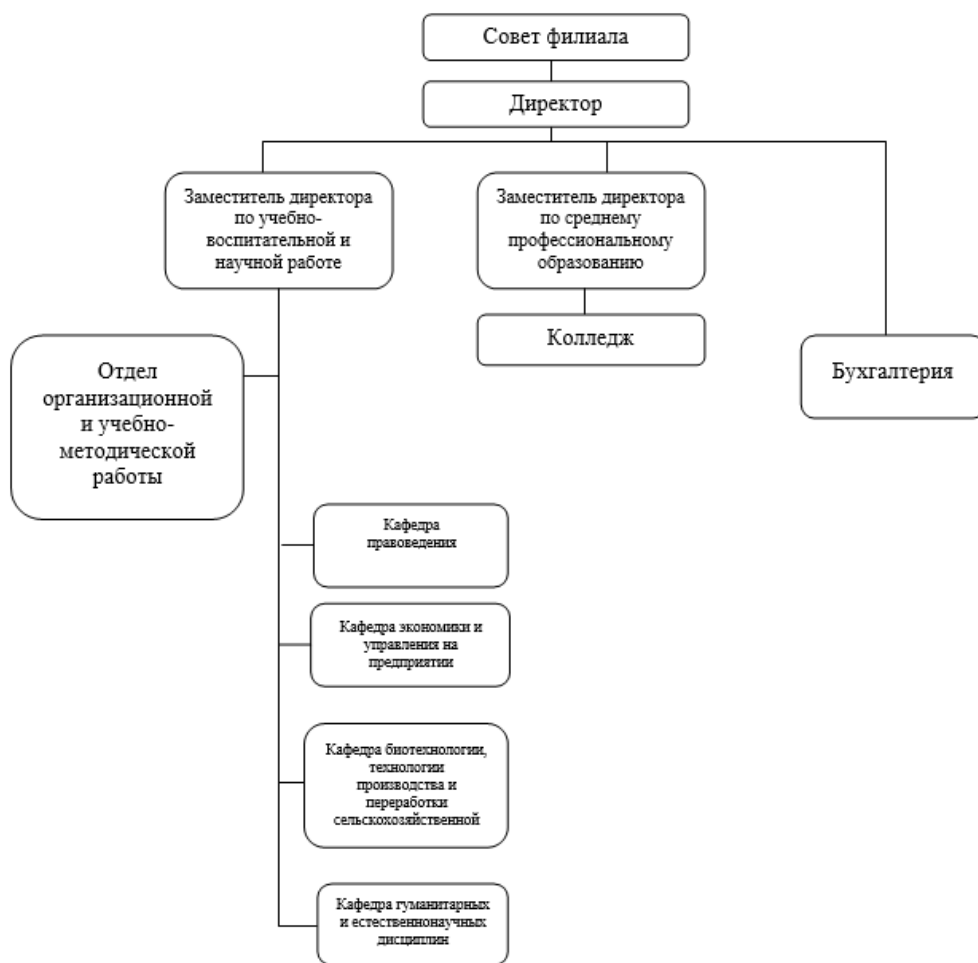 Совет филиала
Директор
Заместитель директора
по учебно-
воспитательной и
научной работе
Заместитель директора
по среднему
профессиональному
образованию
Колледж
Бухгалтерия
Отдел
организационной
и учебно-
методической
работы
Кафедра
правоведения
Кафедра экономики и
управления на
предприятии
Кафедра биотехнологии,
технологии
производства и
переработки
сельскохозяйственной
Кафедра гуманитарных
и естественнонаучных
дисциплин